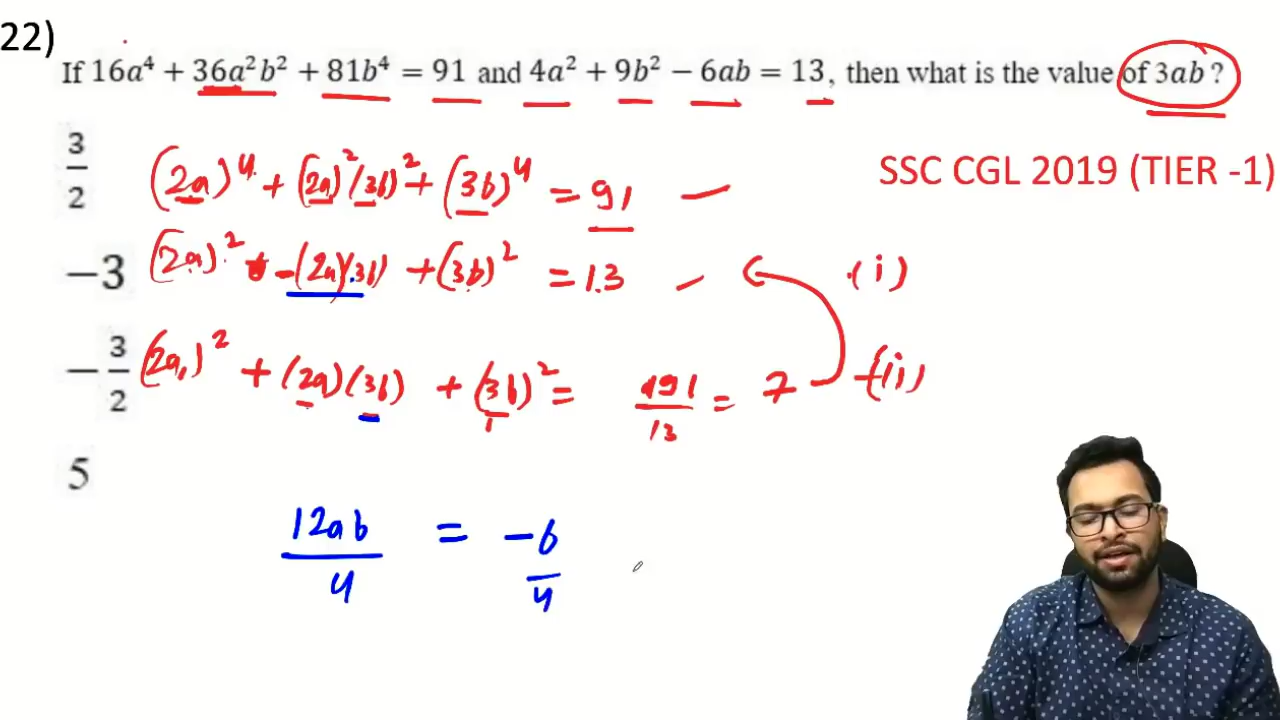 22)
If 16a⁴ + 36a²b² + 81b⁴ = 91 and 4a² + 9b² − 6ab = 13, then what is the value of 3ab ?
3/2
(2a)⁴ + (2a)²(3b)² + (3b)⁴ = 91 —
SSC CGL 2019 (TIER -1)
−3
(2a)² - (2a)(3b) + (3b)² = 13 — (i)
−3/2
(2a)² + (2a)(3b) + (3b)² = 91/13 = 7 — (ii)
5
12ab/4 = −6/4